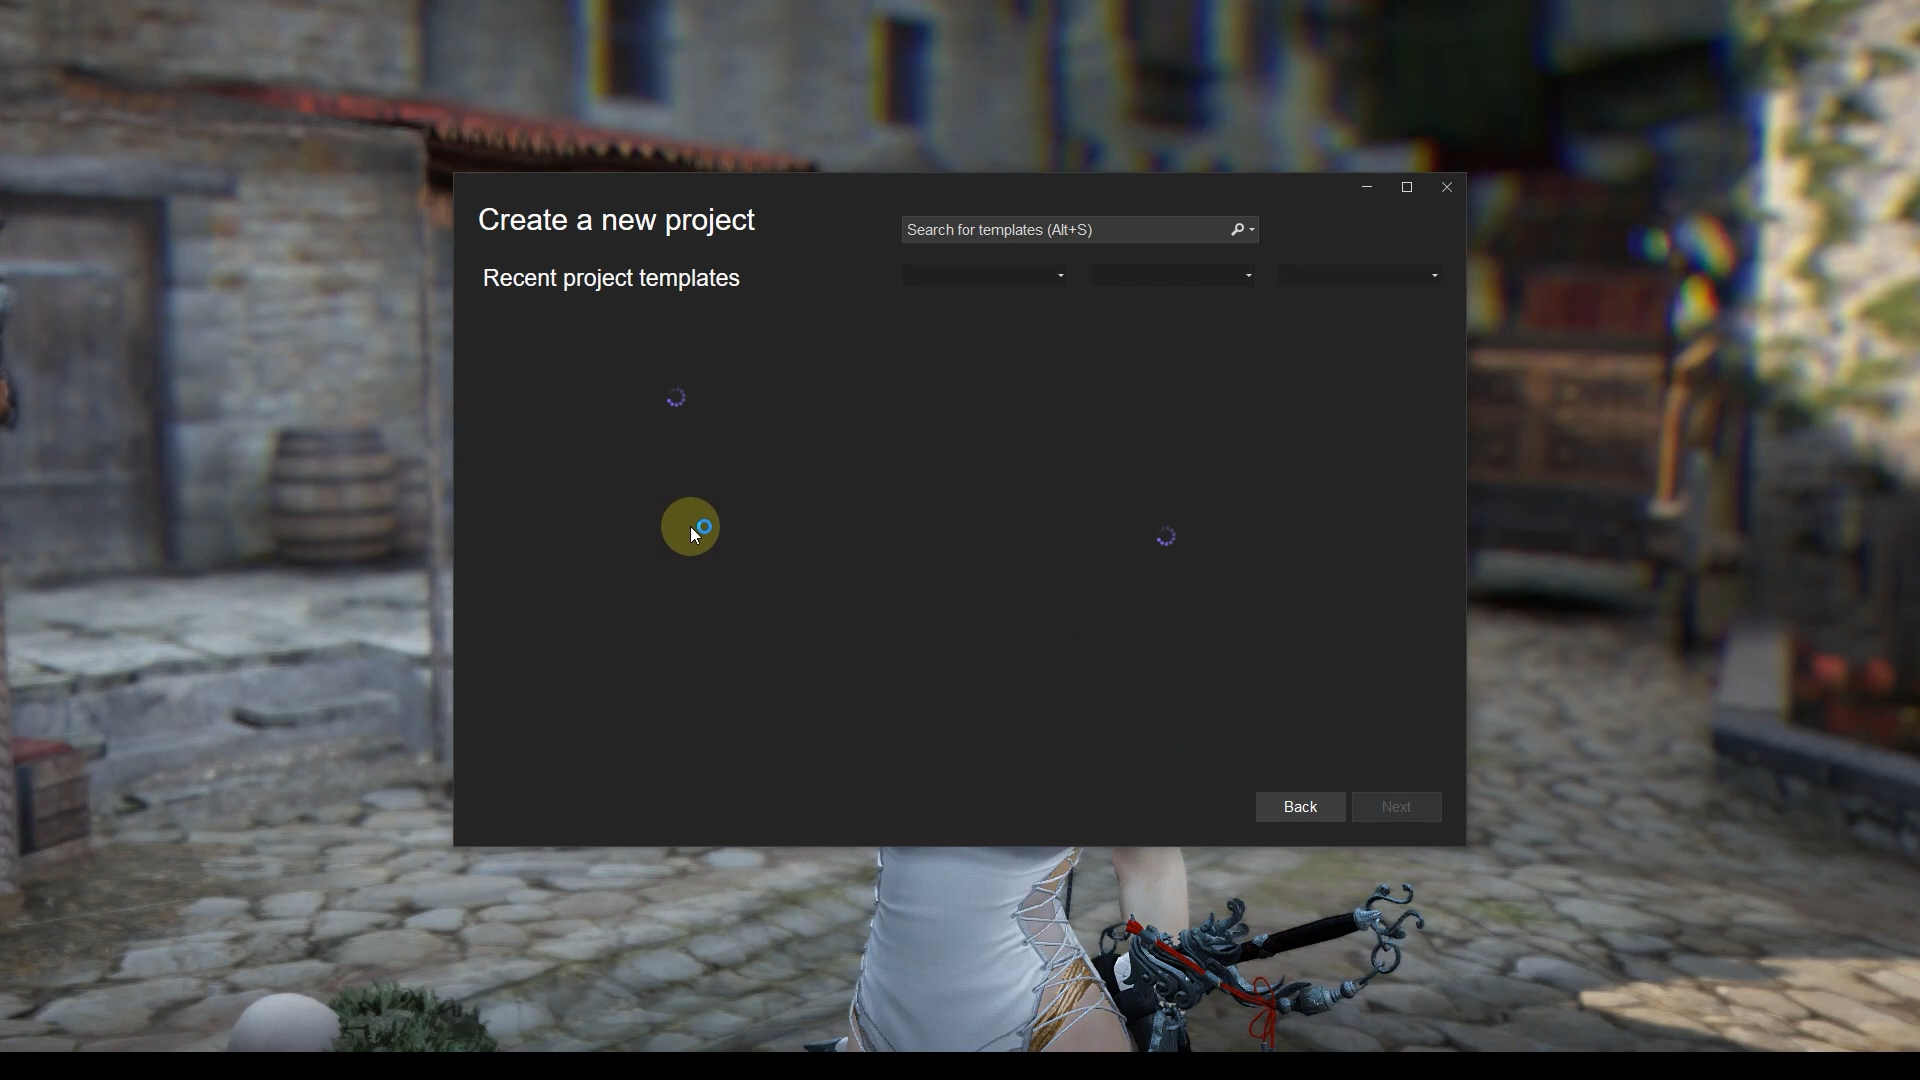 Create a new project
Search for templates (Alt+S)
Recent project templates
Back
Next